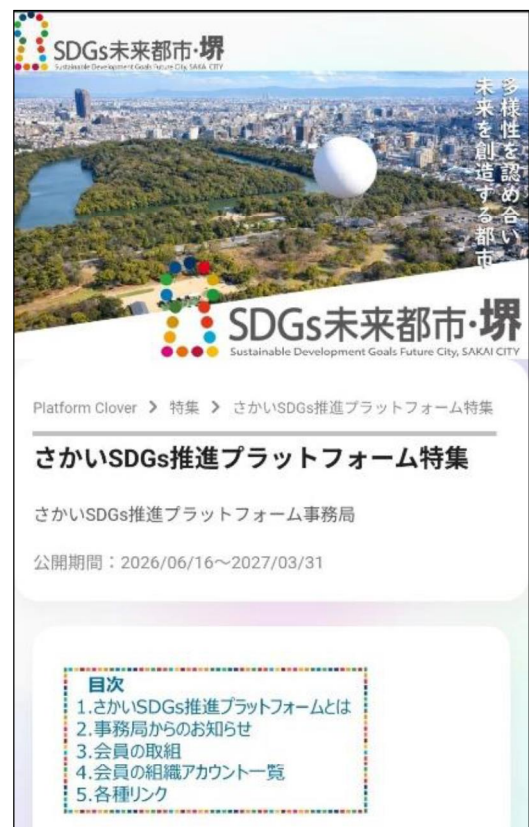 SDGs未来都市・堺
Sustainable Development Goals Future City, SAKAI CITY
多様性を認め合い
未来を創造する都市
SDGs未来都市・堺
Sustainable Development Goals Future City, SAKAI CITY
Platform Clover > 特集 > さかいSDGs推進プラットフォーム特集
さかいSDGs推進プラットフォーム特集
さかいSDGs推進プラットフォーム事務局
公開期間：2026/06/16～2027/03/31
目次
1.さかいSDGs推進プラットフォームとは
2.事務局からのお知らせ
3.会員の取組
4.会員の組織アカウント一覧
5.各種リンク